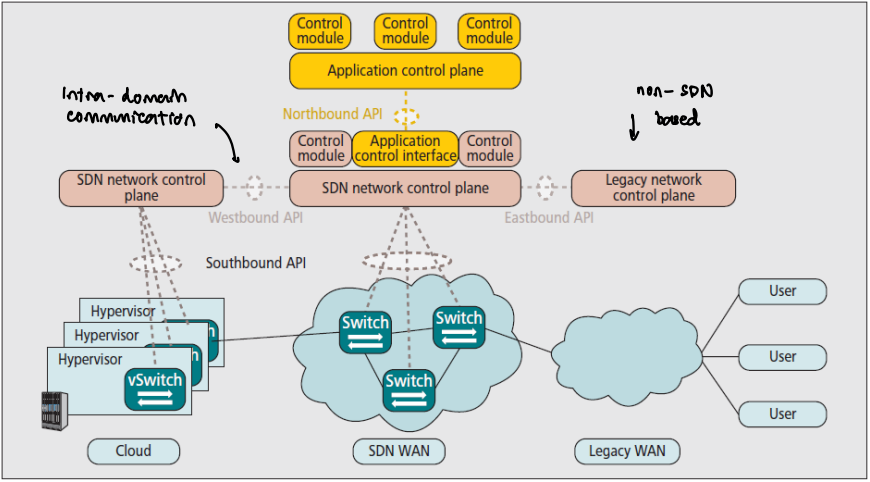 Control
module
Control
module
Control
module
Application control plane
Intra-domain
communication
non-SDN
based
Northbound API
Control
module
Application
control interface
Control
module
SDN network control
plane
SDN network control plane
Legacy network
control plane
Westbound API
Eastbound API
Southbound API
Hypervisor
Hypervisor
Hypervisor
vSwitch
Switch
Switch
Switch
User
User
User
Cloud
SDN WAN
Legacy WAN